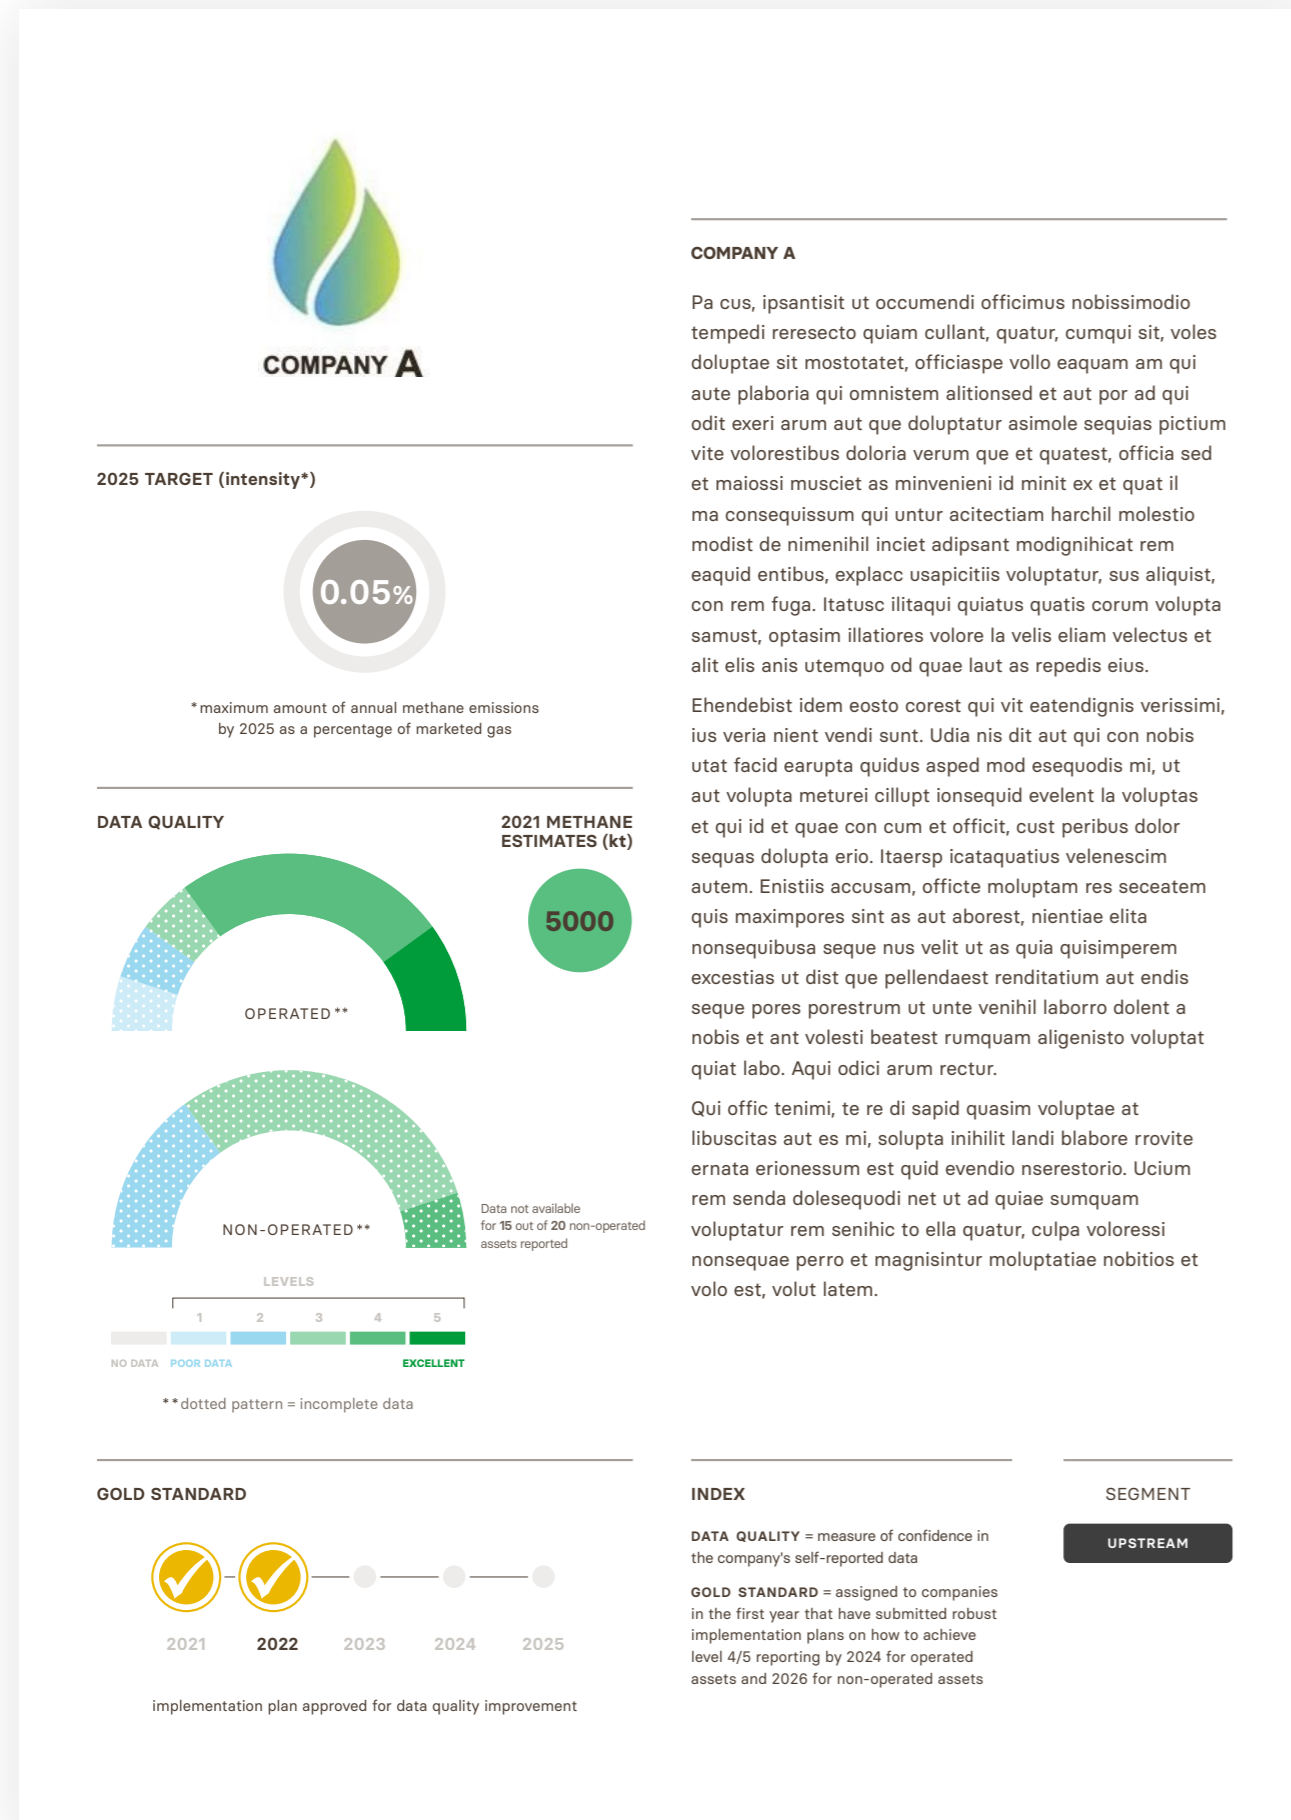 COMPANY A
2025 TARGET (intensity*)
0.05%
*maximum amount of annual methane emissions
by 2025 as a percentage of marketed gas
DATA QUALITY
2021 METHANE
ESTIMATES (kt)
5000
OPERATED**
NON-OPERATED**
Data not available
for 15 out of 20 non-operated
assets reported
LEVELS
1 2 3 4 5
NO DATA POOR DATA EXCELLENT
**dotted pattern = incomplete data
GOLD STANDARD
2021 2022 2023 2024 2025
implementation plan approved for data quality improvement
COMPANY A
Pa cus, ipsantisit ut occumendi officimus nobissimodio
tempedi reresecto quiam cullant, quatur, cumqui sit, voles
doluptae sit mostotatet, officiaspe vollo eaquam am qui
aute plaboria qui omnistem alitionsed et aut por ad qui
odit exeri arum aut que doluptatur asimole sequias pictium
vite volorestibus doloria verum que et quatest, officia sed
et maiossi musciet as minvenieni id minit ex et quat il
ma consequissum qui untur acitectiam harchil molestio
modist de nimenihil inciet adipsant modignihicat rem
eaquid entibus, explacc usapicitiis voluptatur, sus aliquist,
con rem fuga. Itatusc ilitaqui quiatus quatis corum volupta
samust, optasim illatiores volore la velis eliam velectus et
alit elis anis utemquo od quae laut as repedis eius.
Ehendebist idem eosto corest qui vit eatendignis verissimi,
ius veria nient vendi sunt. Udia nis dit aut qui con nobis
utat facid earupta quidus asped mod esequodis mi, ut
aut volupta meturei cillupt ionsequid evelent la voluptas
et qui id et quae con cum et officit, cust peribus dolor
sequas dolupta erio. Itaersp icataquatius velenescim
autem. Enistiis accusam, officte moluptam res seceatem
quis maximpores sint as aut aborest, nientiae elita
nonsequibusa seque nus velit ut as quia quisimperem
excestias ut dist que pellendaest renditatium aut endis
seque pores porestrum ut unte venihil laborro dolent a
nobis et ant volesti beatest rumquam aligenisto voluptat
quiat labo. Aqui odici arum rectur.
Qui offic tenimi, te re di sapid quasim voluptae at
libuscitas aut es mi, solupta inihilit landi blabore rrovite
ernata erionessum est quid evendio nserestorio. Ucium
rem senda dolesequodi net ut ad quiae sumquam
voluptatur rem senihic to ella quatur, culpa voloressi
nonsequae perro et magnisintur moluptatiae nobitios et
volo est, volut latem.
INDEX
DATA QUALITY = measure of confidence in
the company's self-reported data
GOLD STANDARD = assigned to companies
in the first year that have submitted robust
implementation plans on how to achieve
level 4/5 reporting by 2024 for operated
assets and 2026 for non-operated assets
SEGMENT
UPSTREAM